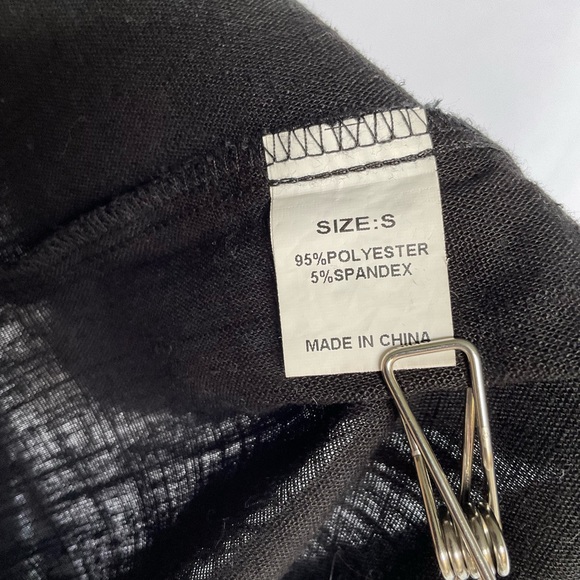 SIZE:S
95%POLYESTER
5%SPANDEX
MADE IN CHINA